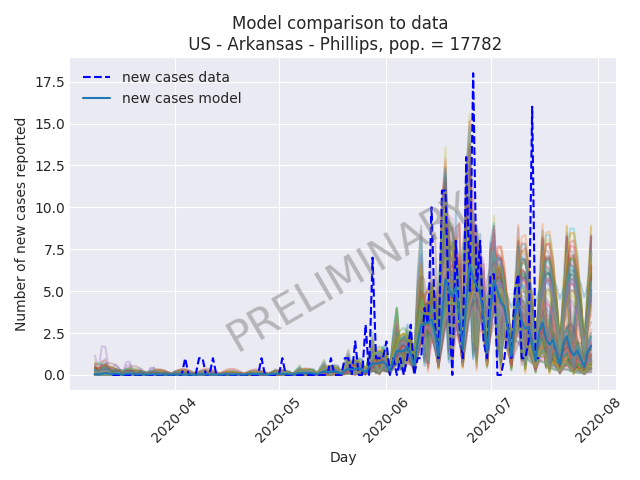 Model comparison to data
US - Arkansas - Phillips, pop. = 17782
new cases data
new cases model
17.5
15.0
12.5
10.0
7.5
5.0
2.5
0.0
Number of new cases reported
PRELIMINARY
2020-04
2020-05
2020-06
2020-07
2020-08
Day